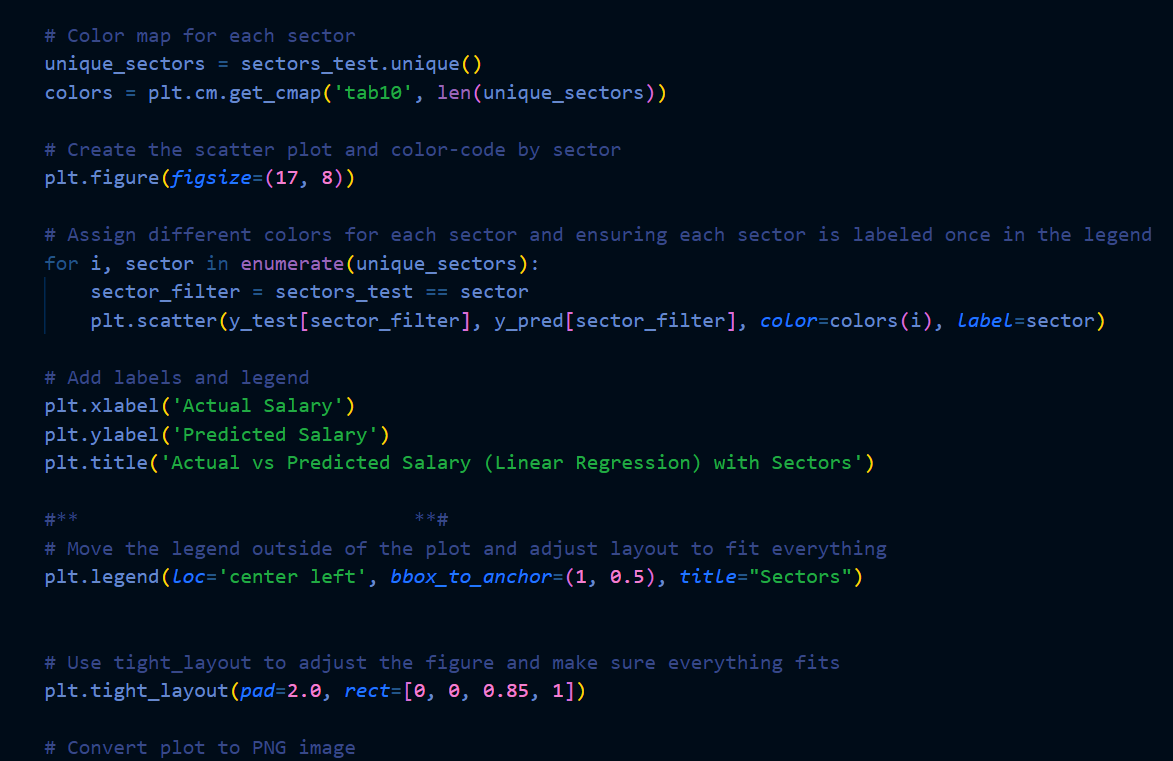 # Color map for each sector
unique_sectors = sectors_test.unique()
colors = plt.cm.get_cmap('tab10', len(unique_sectors))
# Create the scatter plot and color-code by sector
plt.figure(figsize=(17, 8))
# Assign different colors for each sector and ensuring each sector is labeled once in the legend
for i, sector in enumerate(unique_sectors):
    sector_filter = sectors_test == sector
    plt.scatter(y_test[sector_filter], y_pred[sector_filter], color=colors(i), label=sector)
# Add labels and legend
plt.xlabel('Actual Salary')
plt.ylabel('Predicted Salary')
plt.title('Actual vs Predicted Salary (Linear Regression) with Sectors')
#**                             **#
# Move the legend outside of the plot and adjust layout to fit everything
plt.legend(loc='center left', bbox_to_anchor=(1, 0.5), title="Sectors")
# Use tight_layout to adjust the figure and make sure everything fits
plt.tight_layout(pad=2.0, rect=[0, 0, 0.85, 1])
# Convert plot to PNG image